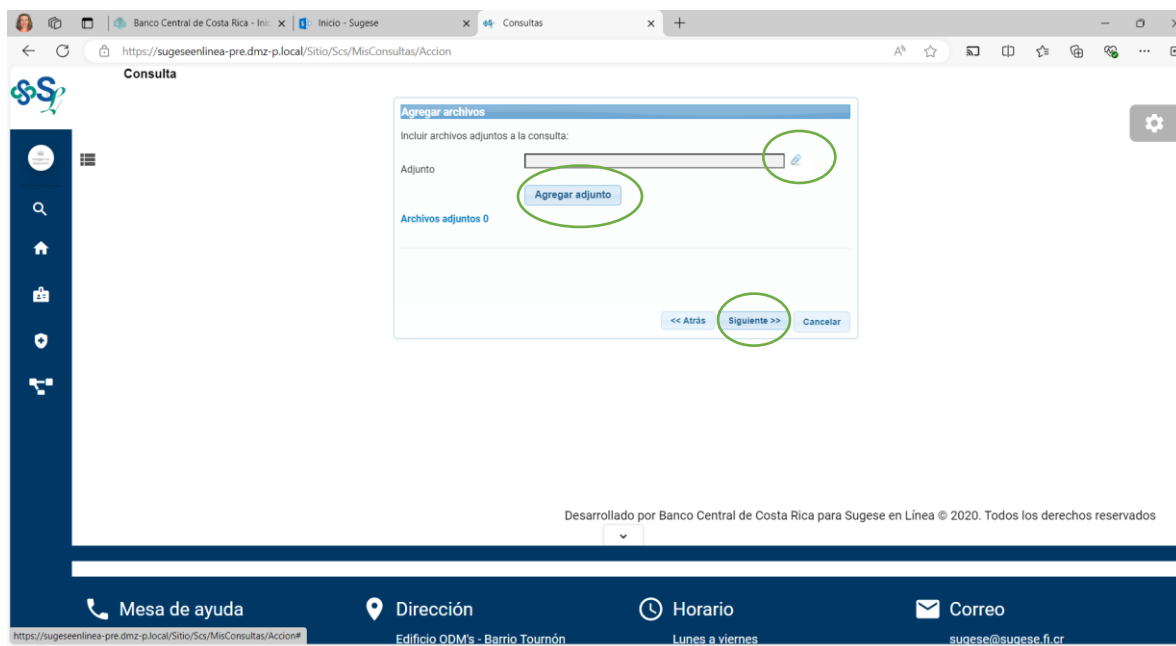 Banco Central de Costa Rica - Inic
Inicio - Sugese
Consultas
https://sugeseenlinea-pre.dmz-p.local/Sitio/Scs/MisConsultas/Accion
Consulta
Agregar archivos
Incluir archivos adjuntos a la consulta:
Adjunto
Agregar adjunto
Archivos adjuntos 0
<< Atrás
Siguiente >>
Cancelar
Desarrollado por Banco Central de Costa Rica para Sugese en Línea © 2020. Todos los derechos reservados
Mesa de ayuda
Dirección
Horario
Correo
https://sugeseenlinea-pre.dmz-p.local/Sitio/Scs/MisConsultas/Accion#
Edificio ODM's - Barrio Tournón
Lunes a viernes
sugese@sugese.fi.cr